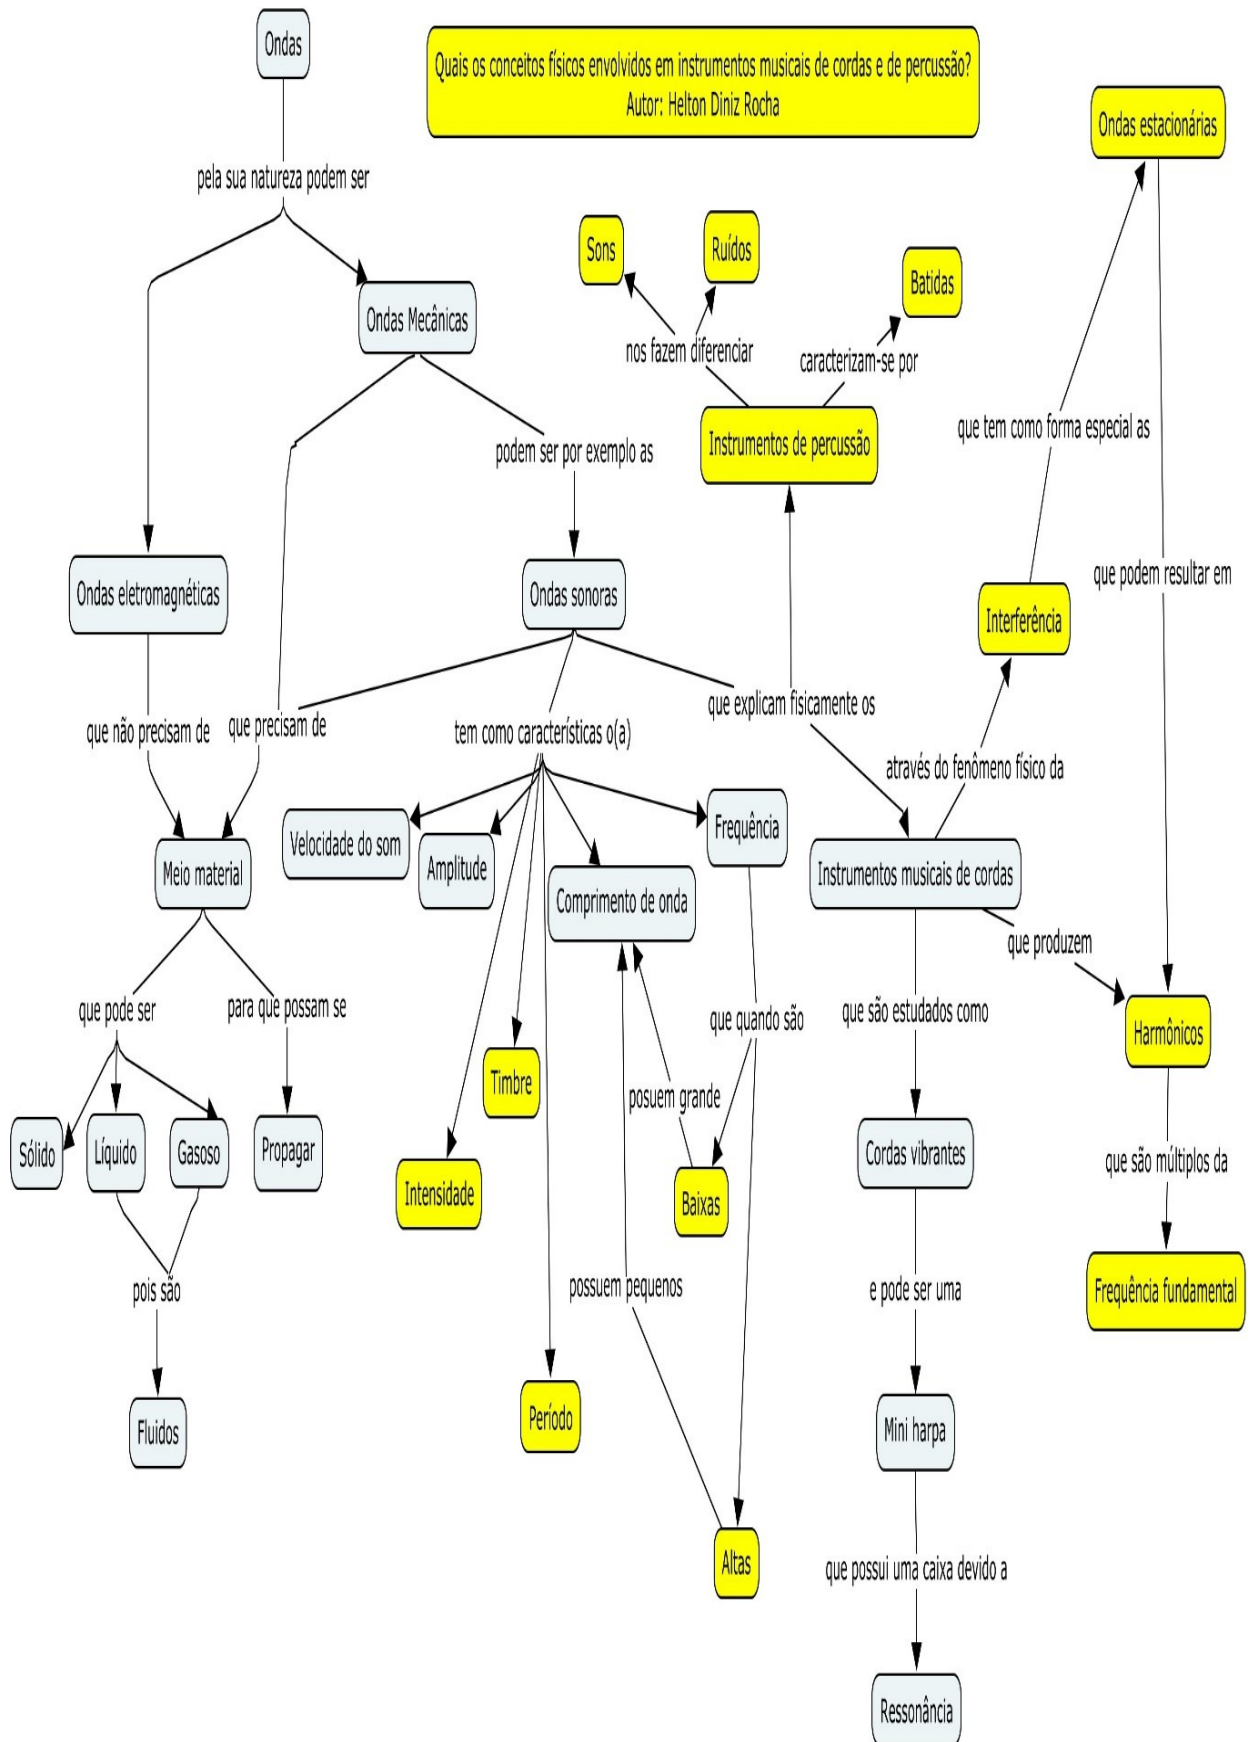 Ondas
Quais os conceitos físicos envolvidos em instrumentos musicais de cordas e de percussão?
Autor: Helton Diniz Rocha
Ondas estacionárias
pela sua natureza podem ser
Sons
Ruídos
Batidas
Ondas Mecânicas
nos fazem diferenciar
caracterizam-se por
que tem como forma especial as
podem ser por exemplo as
Instrumentos de percussão
Ondas eletromagnéticas
Ondas sonoras
que podem resultar em
Interferência
que não precisam de
que precisam de
tem como características o(a)
que explicam fisicamente os
através do fenômeno físico da
Velocidade do som
Amplitude
Frequência
Meio material
Comprimento de onda
Instrumentos musicais de cordas
que produzem
que pode ser
para que possam se
que quando são
que são estudados como
Harmônicos
Timbre
posuem grande
Sólido
Líquido
Gasoso
Propagar
Cordas vibrantes
que são múltiplos da
Intensidade
Baixas
pois são
possuem pequenos
e pode ser uma
Frequência fundamental
Fluidos
Período
Mini harpa
Altas
que possui uma caixa devido a
Ressonância